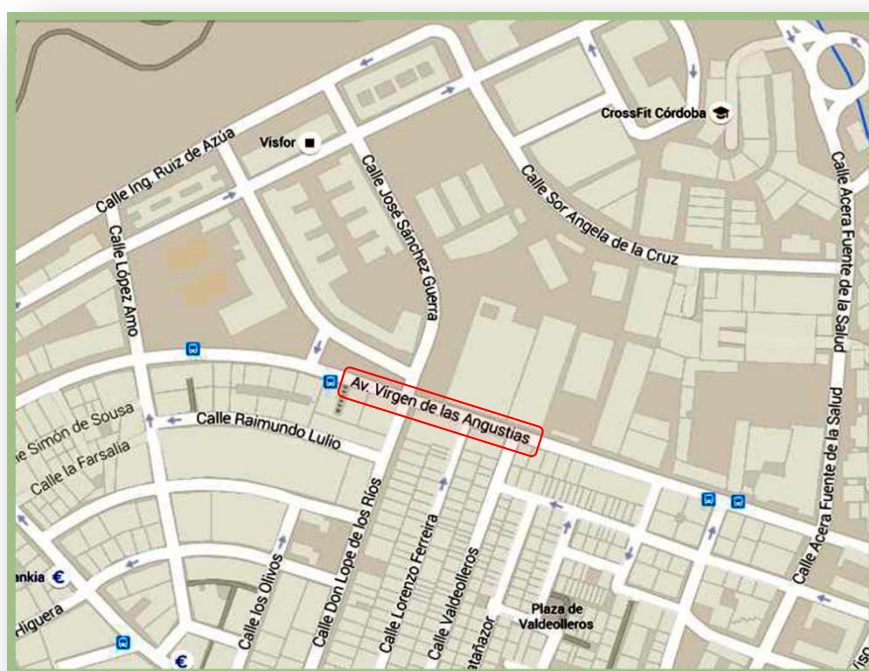 CrossFit Córdoba
Visfor
Calle Ing. Ruiz de Azúa
Calle José Sánchez Guerra
Calle Sor Angela de la Cruz
Calle Acera Fuente de la Salud
Calle López Amo
Av. Virgen de las Angustias
Calle Raimundo Lulio
Simón de Sousa
Calle la Farsalia
Calle Acera Fuente de la Salud
Calle Don Lope de los Ríos
Calle Lorenzo Ferreira
Calle Valdeolleros
Calle los Olivos
ankia €
Higuera
€
atañazor
Plaza de
Valdeolleros